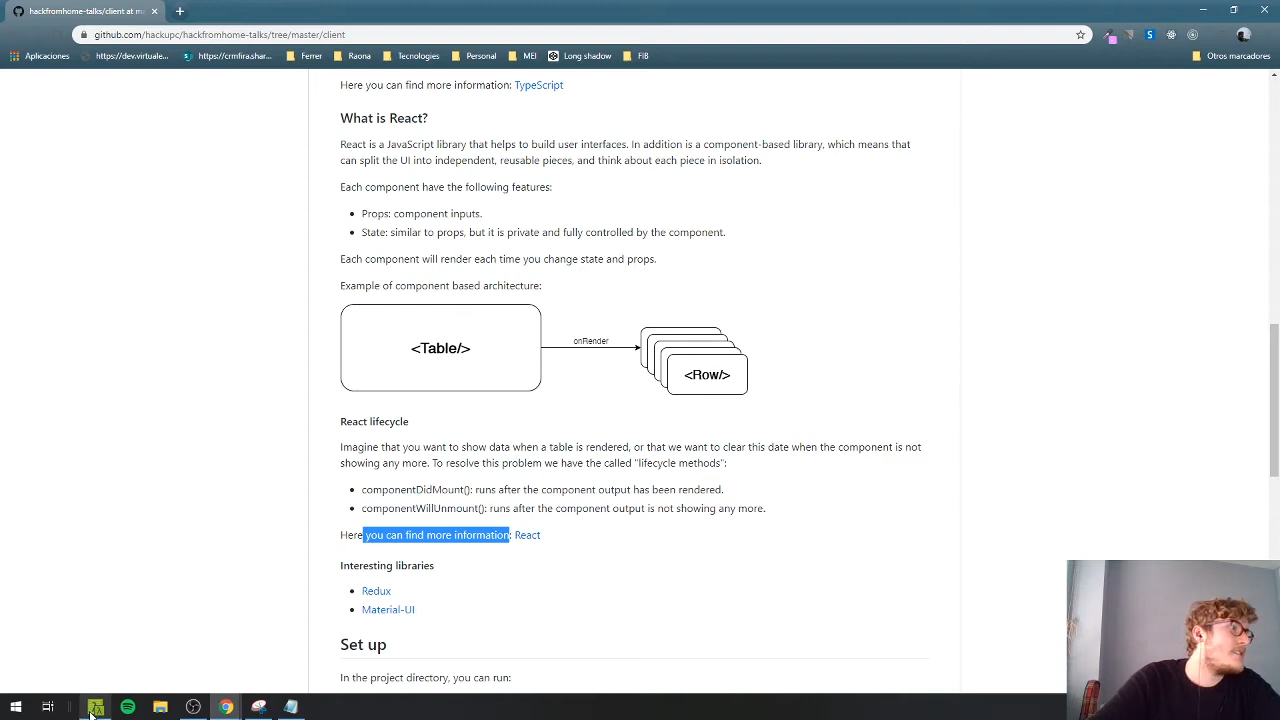 hackfromhome-talks/client at ma
github.com/hackupc/hackfromhome-talks/tree/master/client
Aplicaciones
https://dev.virtuale...
https://crmfira.shar...
Ferrer
Raona
Tecnologies
Personal
MEI
Long shadow
FIB
Otros marcadores
Here you can find more information: TypeScript
What is React?
React is a JavaScript library that helps to build user interfaces. In addition is a component-based library, which means that
can split the UI into independent, reusable pieces, and think about each piece in isolation.
Each component have the following features:
Props: component inputs.
State: similar to props, but it is private and fully controlled by the component.
Each component will render each time you change state and props.
Example of component based architecture:
<Table/>
onRender
<Row/>
React lifecycle
Imagine that you want to show data when a table is rendered, or that we want to clear this date when the component is not
showing any more. To resolve this problem we have the called "lifecycle methods":
componentDidMount(): runs after the component output has been rendered.
componentWillUnmount(): runs after the component output is not showing any more.
Here you can find more information: React
Interesting libraries
Redux
Material-UI
Set up
In the project directory, you can run: